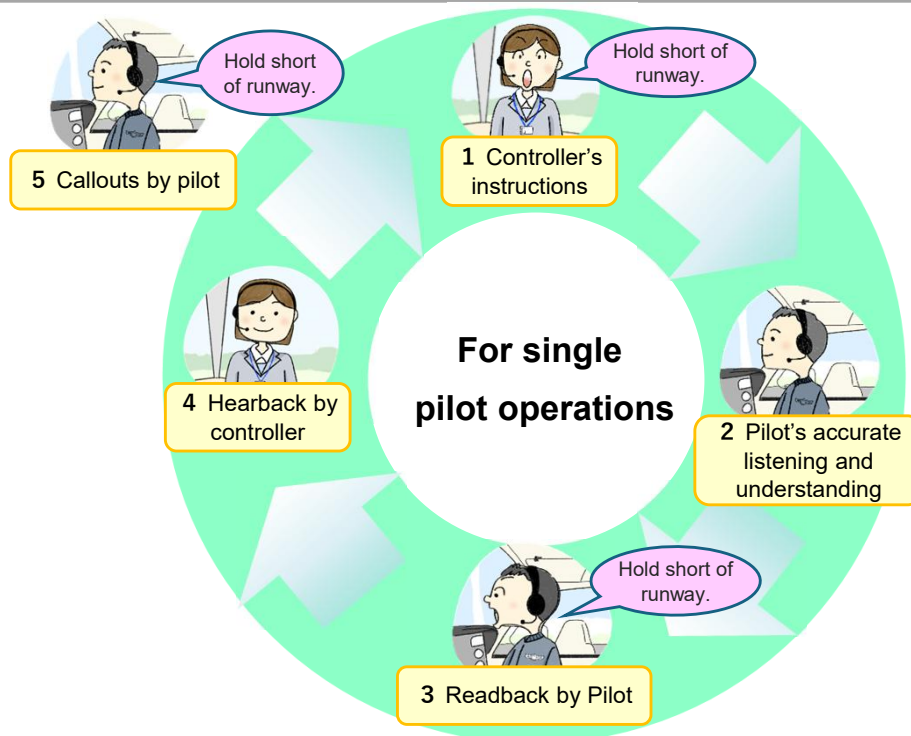 Hold short
of runway.
5 Callouts by pilot
Hold short of
runway.
1 Controller's
instructions
For single
pilot operations
2 Pilot's accurate
listening and
understanding
Hold short of
runway.
3 Readback by Pilot
4 Hearback by
controller